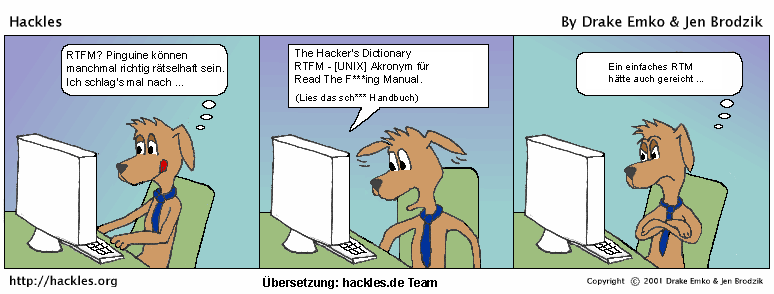 Hackles
By Drake Emko & Jen Brodzik
RTFM? Pinguine können
manchmal richtig rätselhaft sein.
Ich schlag's mal nach ...
The Hacker's Dictionary
RTFM - [UNIX] Akronym für
Read The F***ing Manual.
(Lies das sch*** Handbuch)
Ein einfaches RTM
hätte auch gereicht ...
http://hackles.org
Übersetzung: hackles.de Team
Copyright © 2001 Drake Emko & Jen Brodzik